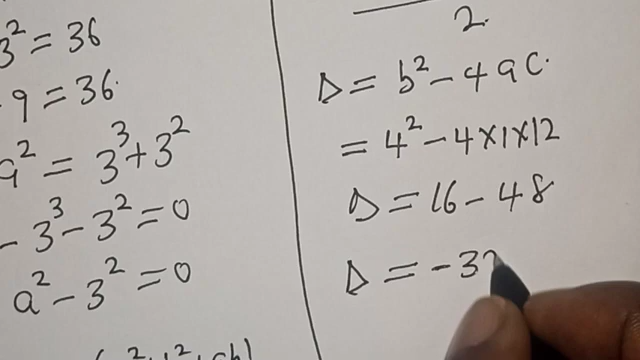 3² = 36
9 = 36.
a² = 3³ + 3²
- 3³ - 3² = 0
a² - 3² = 0
2.
Δ = b² - 4ac.
= 4² - 4×1×12
Δ = 16 - 48
Δ = -32